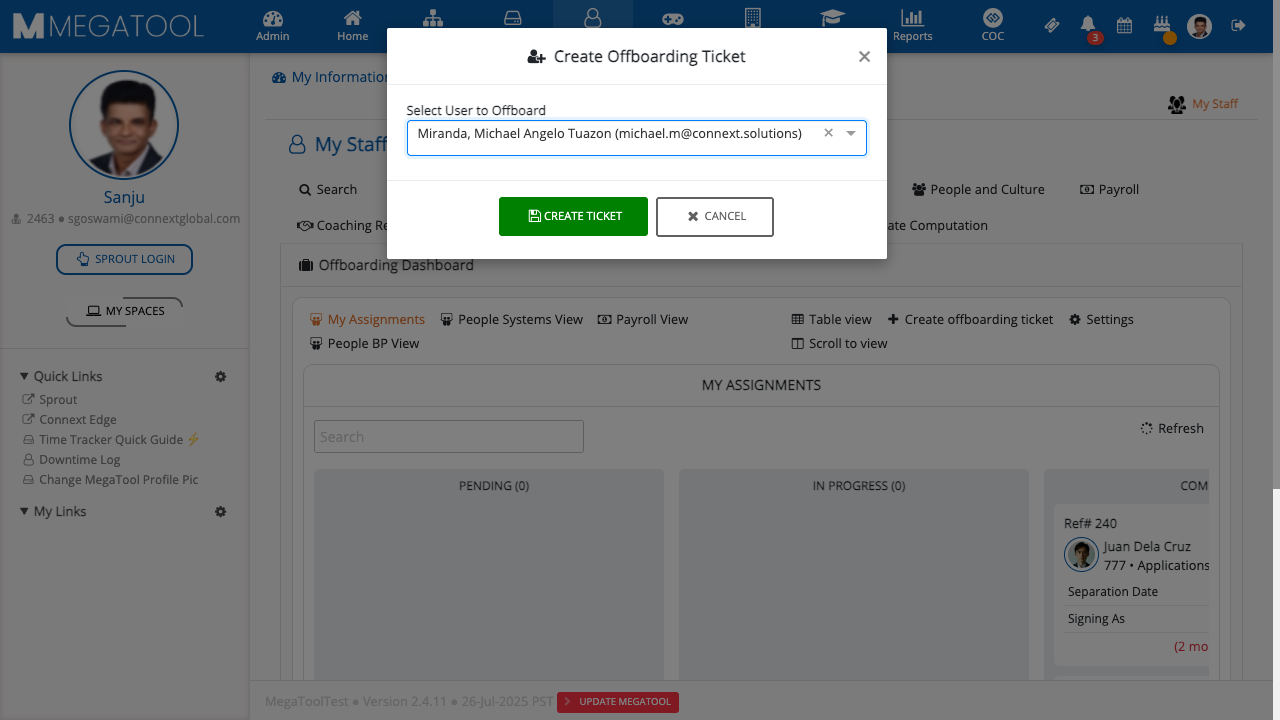 MEGATOOL
Admin
Home
Reports
COC
3
Create Offboarding Ticket
×
Select User to Offboard
Miranda, Michael Angelo Tuazon (michael.m@connext.solutions)
CREATE TICKET
CANCEL
Sanju
2463 ● sgoswami@connextglobal.com
SPROUT LOGIN
MY SPACES
Quick Links
Sprout
Connext Edge
Time Tracker Quick Guide ⚡
Downtime Log
Change MegaTool Profile Pic
My Links
My Information
My Staff
My Staff
Search
People and Culture
Payroll
Coaching Re
ate Computation
Offboarding Dashboard
My Assignments
People Systems View
Payroll View
People BP View
Table view
Create offboarding ticket
Settings
Scroll to view
MY ASSIGNMENTS
Search
Refresh
PENDING (0)
IN PROGRESS (0)
COM
Ref# 240
Juan Dela Cruz
777 • Applications
Separation Date
Signing As
(2 mo
MegaToolTest ● Version 2.4.11 ● 26-Jul-2025 PST
UPDATE MEGATOOL